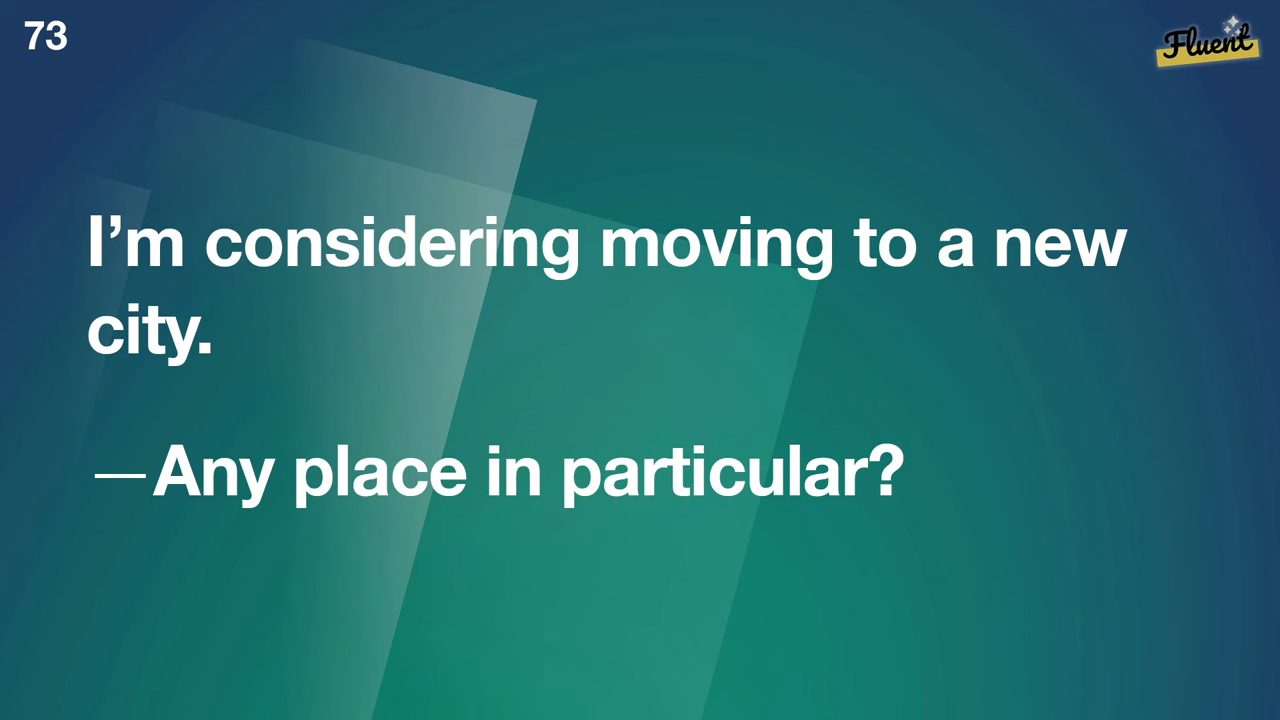 73
Fluent
I’m considering moving to a new
city.
—Any place in particular?